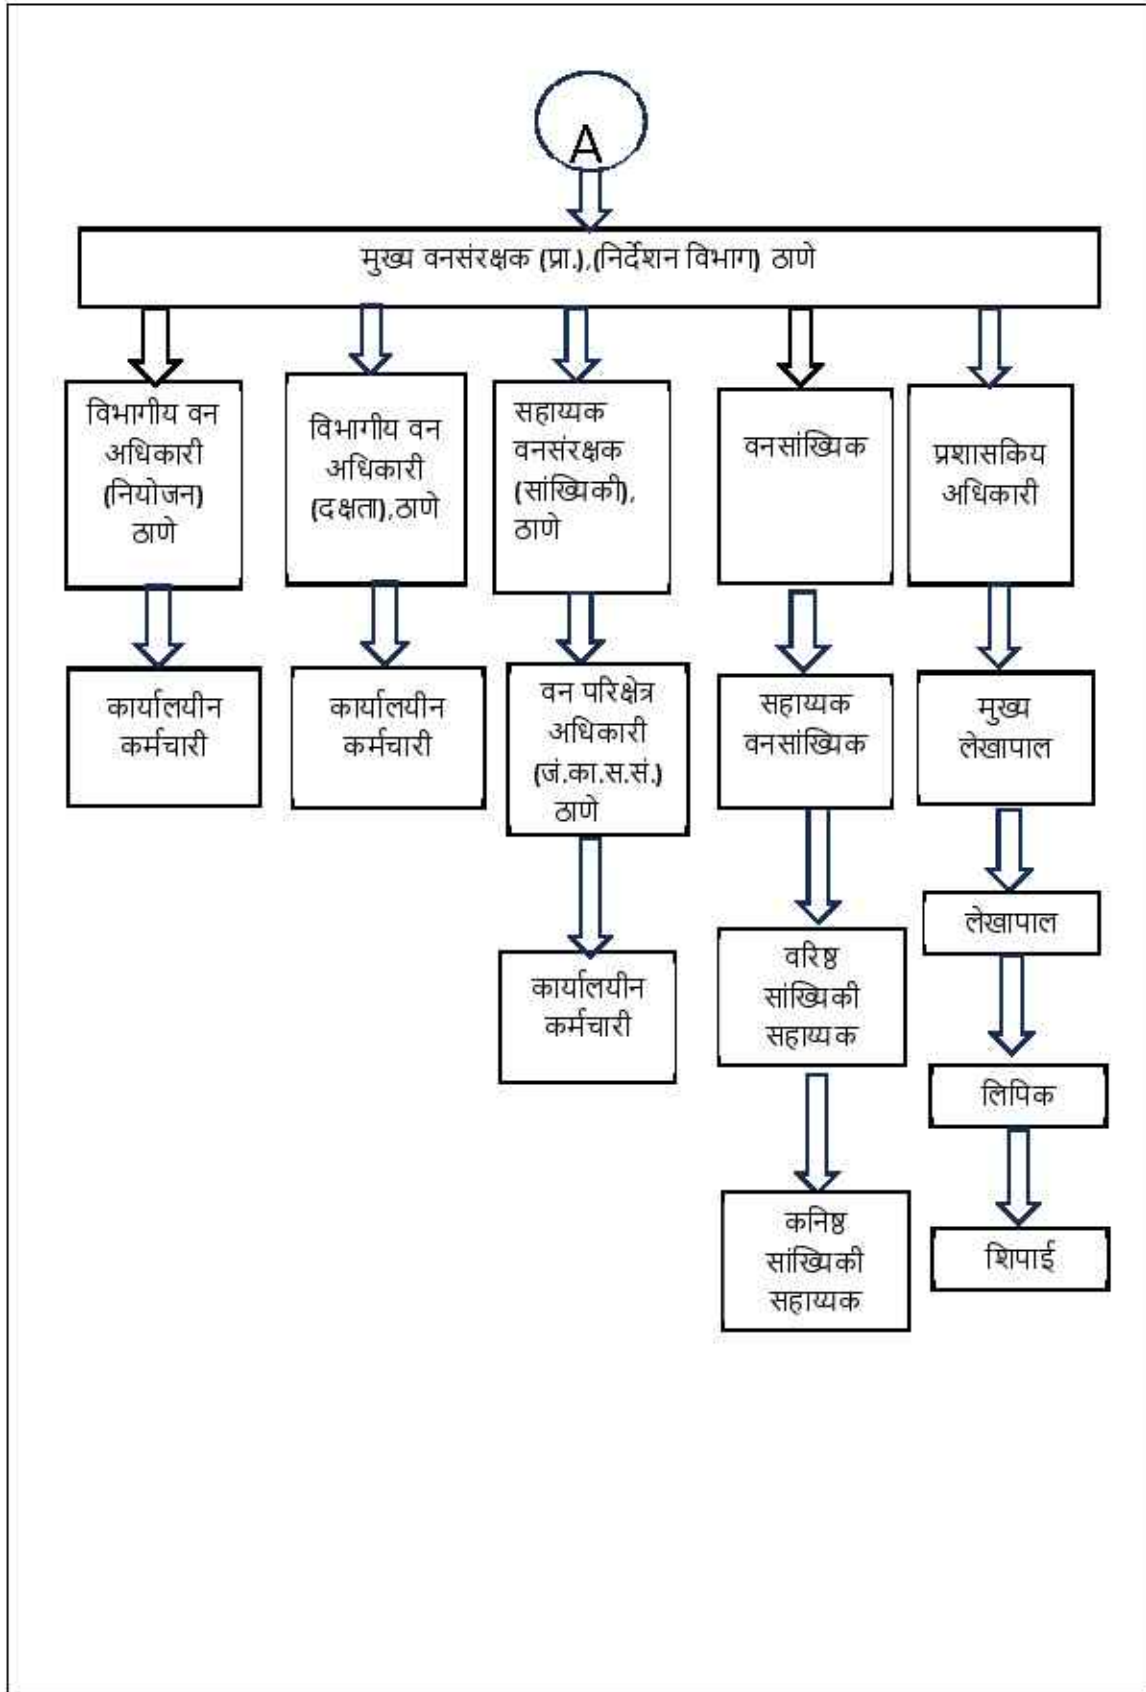 A
मुख्य वनसंरक्षक (प्रा.),(निर्देशन विभाग) ठाणे
विभागीय वन
अधिकारी
(नियोजन)
ठाणे
विभागीय वन
अधिकारी
(दक्षता),ठाणे
सहाय्यक
वनसंरक्षक
(सांख्यिकी),
ठाणे
वनसांख्यिक
प्रशासकिय
अधिकारी
कार्यालयीन
कर्मचारी
कार्यालयीन
कर्मचारी
वन परिक्षेत्र
अधिकारी
(जं.का.स.सं.)
ठाणे
सहाय्यक
वनसांख्यिक
मुख्य
लेखापाल
कार्यालयीन
कर्मचारी
वरिष्ठ
सांख्यिकी
सहाय्यक
लेखापाल
लिपिक
कनिष्ठ
सांख्यिकी
सहाय्यक
शिपाई